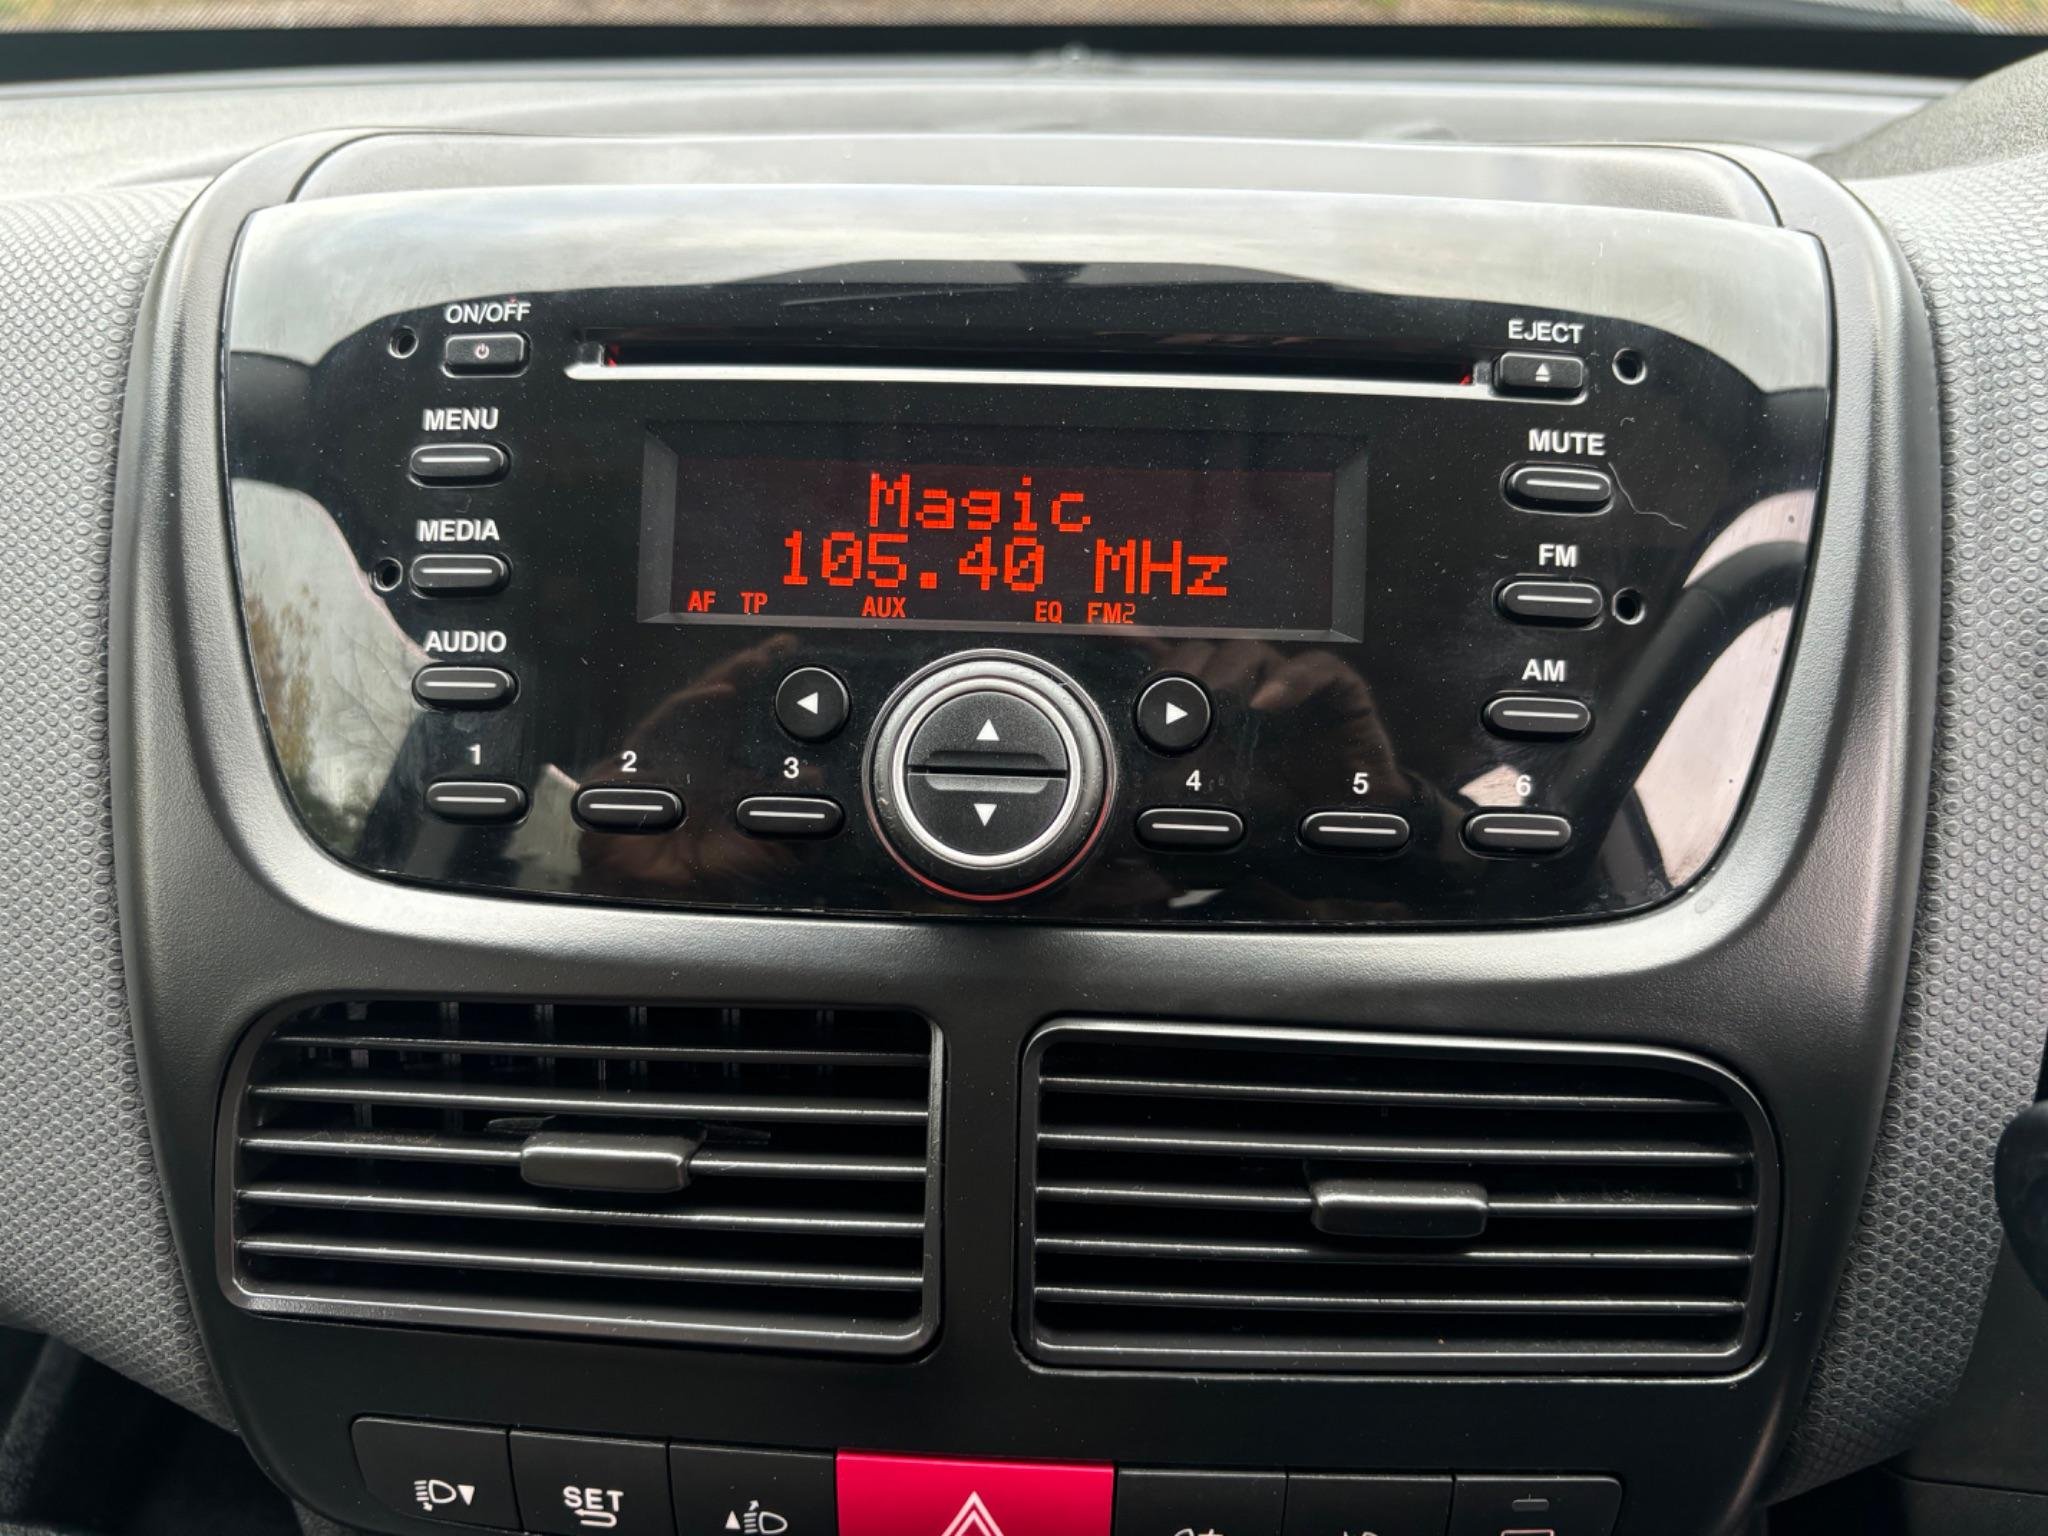 ON/OFF
EJECT
MENU
MUTE
Magic
105.40 MHz
MEDIA
FM
AF TP AUX EQ FM2
AUDIO
AM
1 2 3 4 5 6
SET